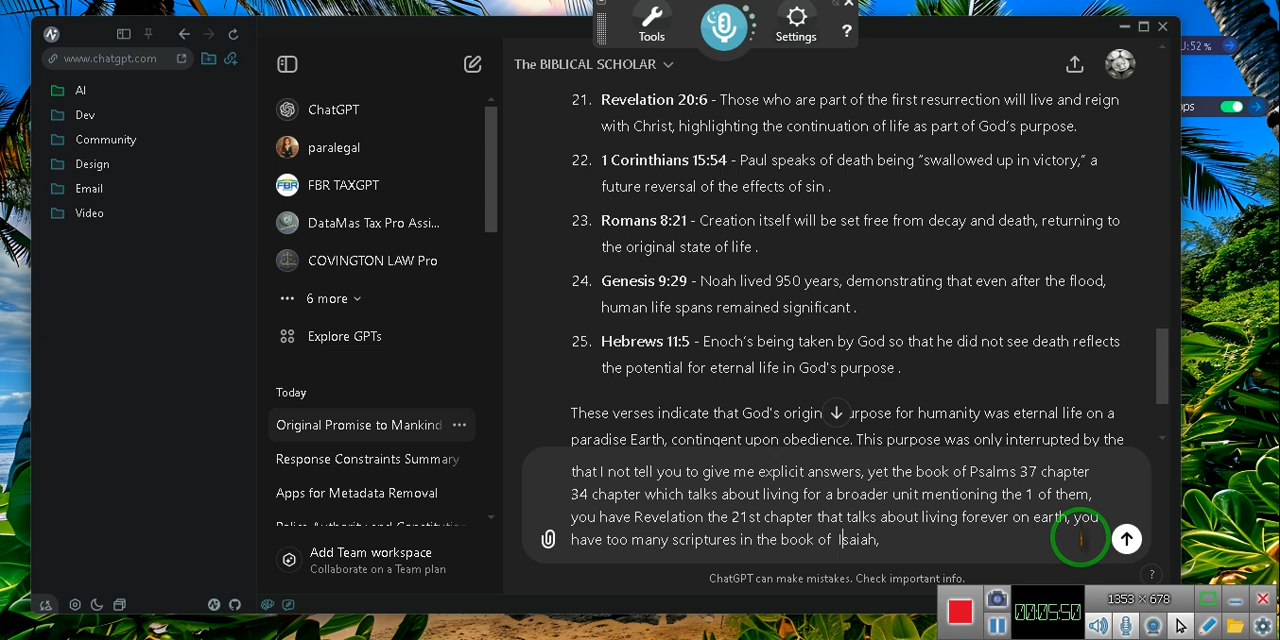 Tools
Settings
?
www.chatgpt.com
AI
Dev
Community
Design
Email
Video
ChatGPT
paralegal
FBR TAXGPT
DataMas Tax Pro Assi...
COVINGTON LAW Pro
6 more
Explore GPTs
Today
Original Promise to Mankind
Response Constraints Summary
Apps for Metadata Removal
Add Team workspace
Collaborate on a Team plan
The BIBLICAL SCHOLAR
21. Revelation 20:6 - Those who are part of the first resurrection will live and reign
with Christ, highlighting the continuation of life as part of God's purpose.
22. 1 Corinthians 15:54 - Paul speaks of death being "swallowed up in victory," a
future reversal of the effects of sin .
23. Romans 8:21 - Creation itself will be set free from decay and death, returning to
the original state of life .
24. Genesis 9:29 - Noah lived 950 years, demonstrating that even after the flood,
human life spans remained significant .
25. Hebrews 11:5 - Enoch's being taken by God so that he did not see death reflects
the potential for eternal life in God's purpose .
These verses indicate that God's origin urpose for humanity was eternal life on a
paradise Earth, contingent upon obedience. This purpose was only interrupted by the
that I not tell you to give me explicit answers, yet the book of Psalms 37 chapter
34 chapter which talks about living for a broader unit mentioning the 1 of them,
you have Revelation the 21st chapter that talks about living forever on earth, you
have too many scriptures in the book of Isaiah,
ChatGPT can make mistakes. Check important info.
?
J:52 %
ops
1353 × 678
00:05:50